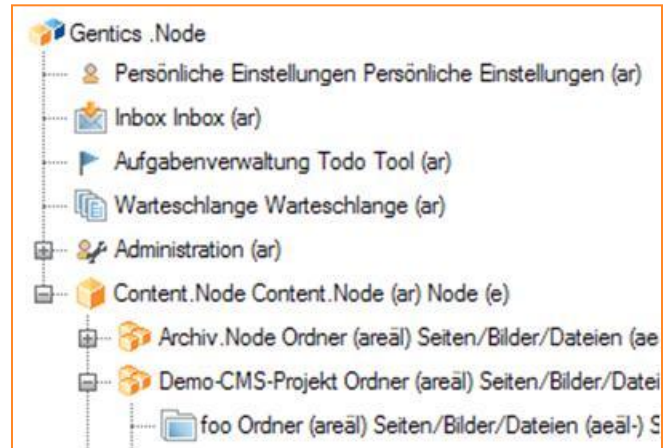 Gentics .Node
Persönliche Einstellungen Persönliche Einstellungen (ar)
Inbox Inbox (ar)
Aufgabenverwaltung Todo Tool (ar)
Warteschlange Warteschlange (ar)
Administration (ar)
Content.Node Content.Node (ar) Node (e)
Archiv.Node Ordner (areäl) Seiten/Bilder/Dateien (ae
Demo-CMS-Projekt Ordner (areäl) Seiten/Bilder/Datei
foo Ordner (areäl) Seiten/Bilder/Dateien (aeäl-) S